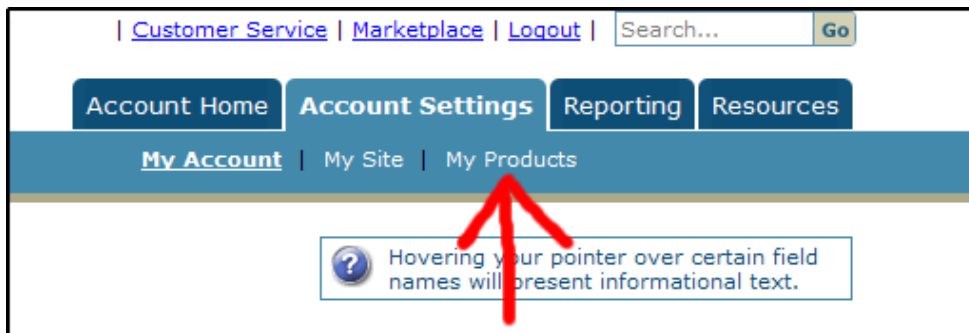 | Customer Service | Marketplace | Logout | Search... Go
Account Home Account Settings Reporting Resources
My Account | My Site | My Products
Hovering your pointer over certain field
names will present informational text.